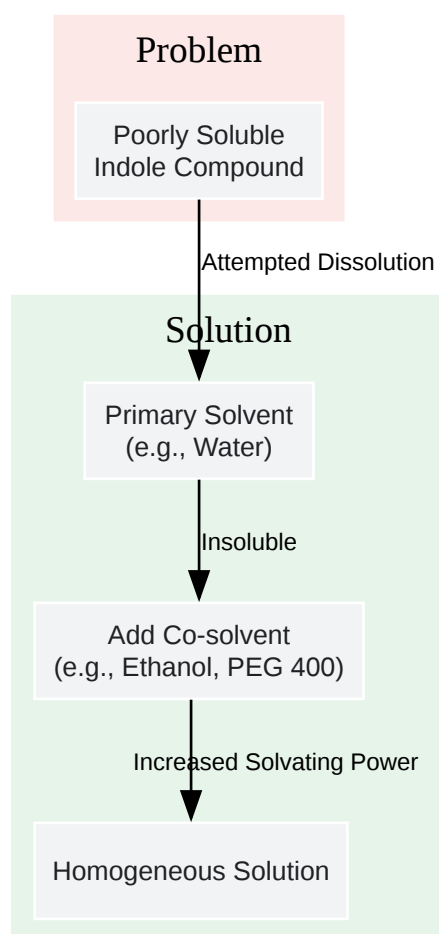 Problem
Poorly Soluble
Indole Compound
Attempted Dissolution
Solution
Primary Solvent
(e.g., Water)
Insoluble
Add Co-solvent
(e.g., Ethanol, PEG 400)
Increased Solvating Power
Homogeneous Solution